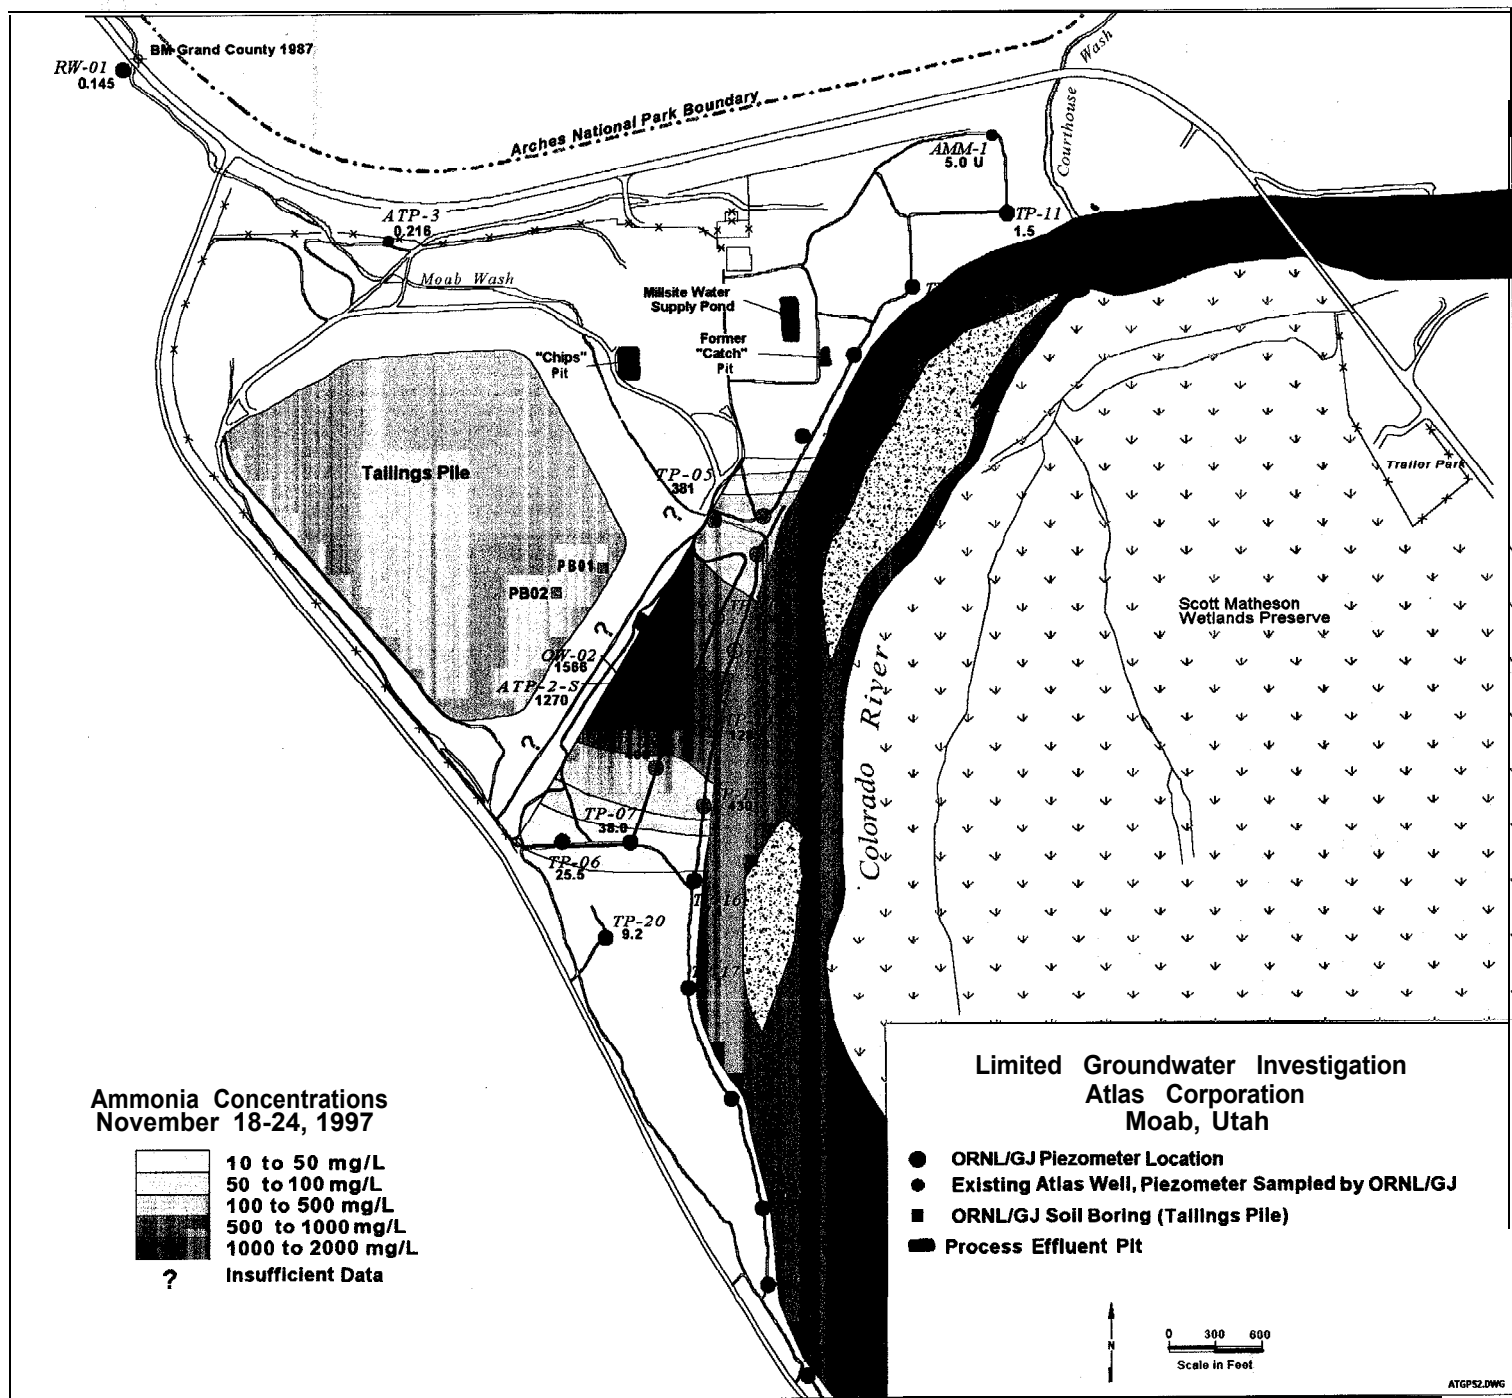 BM Grand County 1987
RW-01
0.145
Arches National Park Boundary
Courthouse Wash
AMM-1
5.0 U
TP-11
1.5
ATP-3
0.216
Moab Wash
Millsite Water
Supply Pond
Former
"Catch"
Pit
"Chips"
Pit
Tailings Pile
TP-05
381
?
PB01
PB02
?
OW-02
1566
ATP-2-S
1270
?
Trailor Park
Scott Matheson
Wetlands Preserve
Colorado River
TP-07
38.0
TP-06
25.5
TP-20
9.2
Ammonia Concentrations
November 18-24, 1997
10 to 50 mg/L
50 to 100 mg/L
100 to 500 mg/L
500 to 1000 mg/L
1000 to 2000 mg/L
? Insufficient Data
Limited Groundwater Investigation
Atlas Corporation
Moab, Utah
ORNL/GJ Piezometer Location
Existing Atlas Well, Piezometer Sampled by ORNL/GJ
ORNL/GJ Soil Boring (Tailings Pile)
Process Effluent Pit
N
0 300 600
Scale in Feet
ATGPS2.DWG